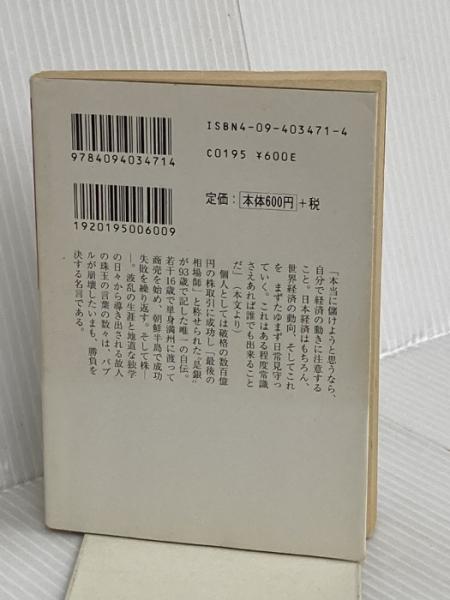 ISBN4-09-403471-4
C0195 ¥600E
定価：本体600円+税
9784094034714
1920195006009
「本当に儲けようと思うなら、
自分で経済の動きに注意する
こと。日本経済はもちろん、
世界経済の動向、そしてこれ
を、まずたゆまず日常見守っ
ていく。これはある程度常識
さえあれば誰でも出来ること
だ」（本文より）
個人としては破格の数百億
円の株取引に成功し「最後の
相場師」と称せられた〝是銀〟
が93歳で記した唯一の自伝。
若干16歳で単身満州に渡って
商売を始め、朝鮮半島で成功
失敗を繰り返す。そして株―
―。波乱の生涯と地道な独学
の日々から導き出される故人
の珠玉の言葉の数々は、バブ
ルが崩壊したいまも、勝負を
決する名言である。